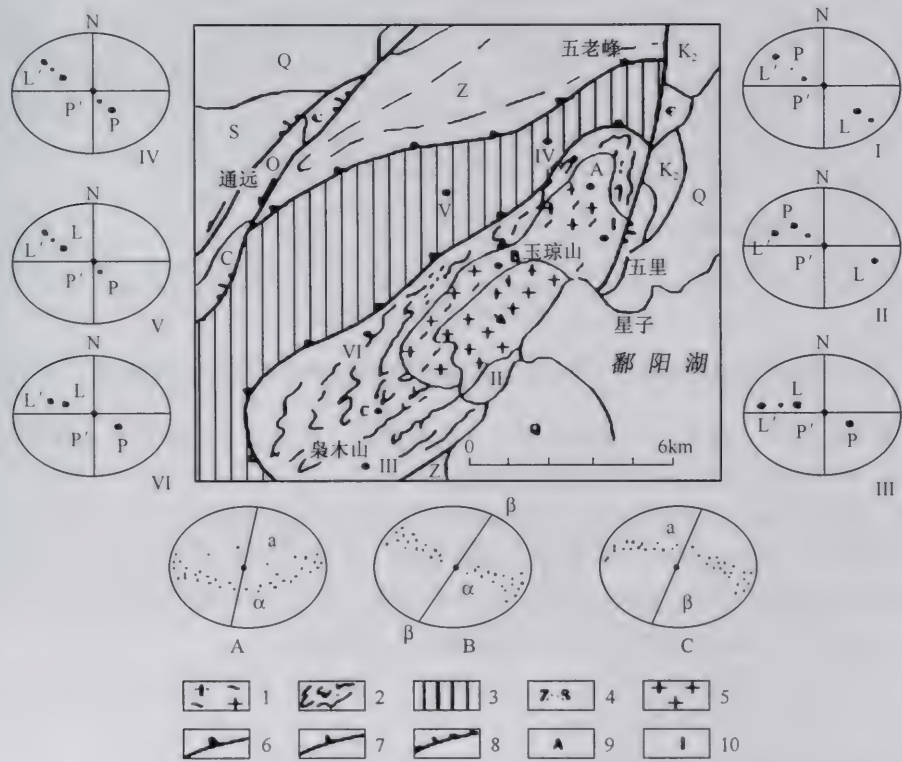 N
L′
P′
P
IV
N
L′
L
P′
P
V
N
L′
L
P′
P
VI
Q
S
通远
O
C
Z
五老峰
K₂
IV
V
A
K₂
Q
玉琼山
五里
星子
鄱 阳 湖
VI
II
C
枭木山
III
Z
0
6km
N
P
L′
P′
L
I
N
P
L′
P′
L
II
N
L
L′
P′
P
III
a
α
A
β
α
β
B
a
β
C
1
2
3
4
5
6
7
8
9
10